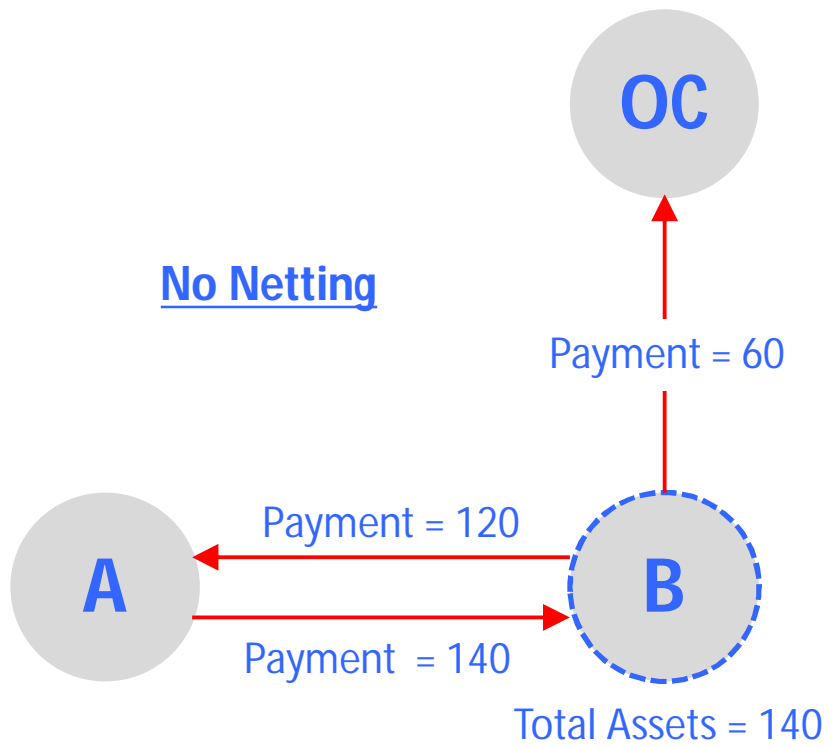 OC
No Netting
Payment = 60
Payment = 120
A
B
Payment = 140
Total Assets = 140